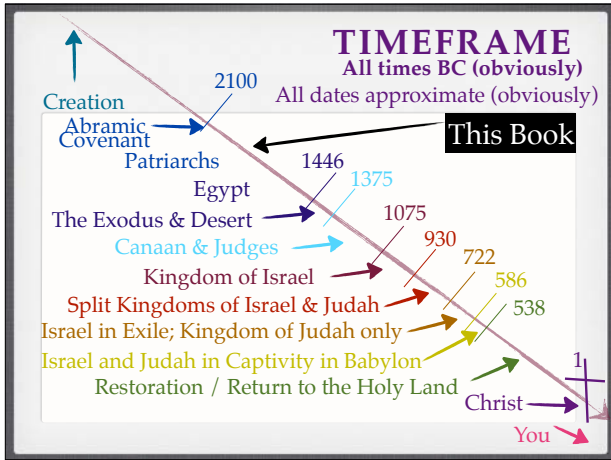 TIMEFRAME
All times BC (obviously)
All dates approximate (obviously)
Creation
2100
This Book
Abramic
Covenant
Patriarchs
1446
Egypt
1375
The Exodus & Desert
1075
Canaan & Judges
930
Kingdom of Israel
722
Split Kingdoms of Israel & Judah
586
538
Israel in Exile; Kingdom of Judah only
Israel and Judah in Captivity in Babylon
1
Restoration / Return to the Holy Land
Christ
You